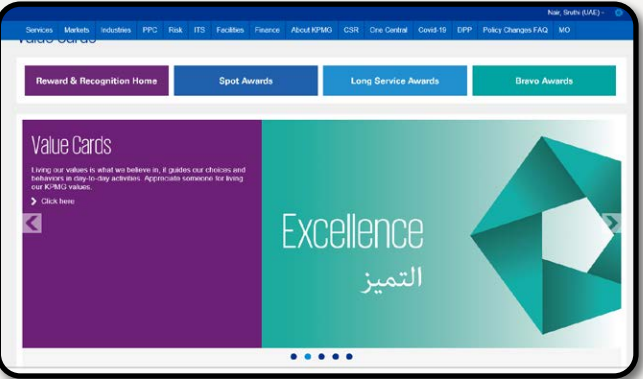 Nair, Sruthi (UAE) -
Services Markets Industries PPC Risk ITS Facilities Finance About KPMG CSR One Central Covid-19 DPP Policy Changes FAQ MO
Value Cards
Reward & Recognition Home Spot Awards Long Service Awards Bravo Awards
Value Cards
Living our values is what we believe in, it guides our choices and
behaviors in day-to-day activities. Appreciate someone for living
our KPMG values.
Click here
Excellence
التميز